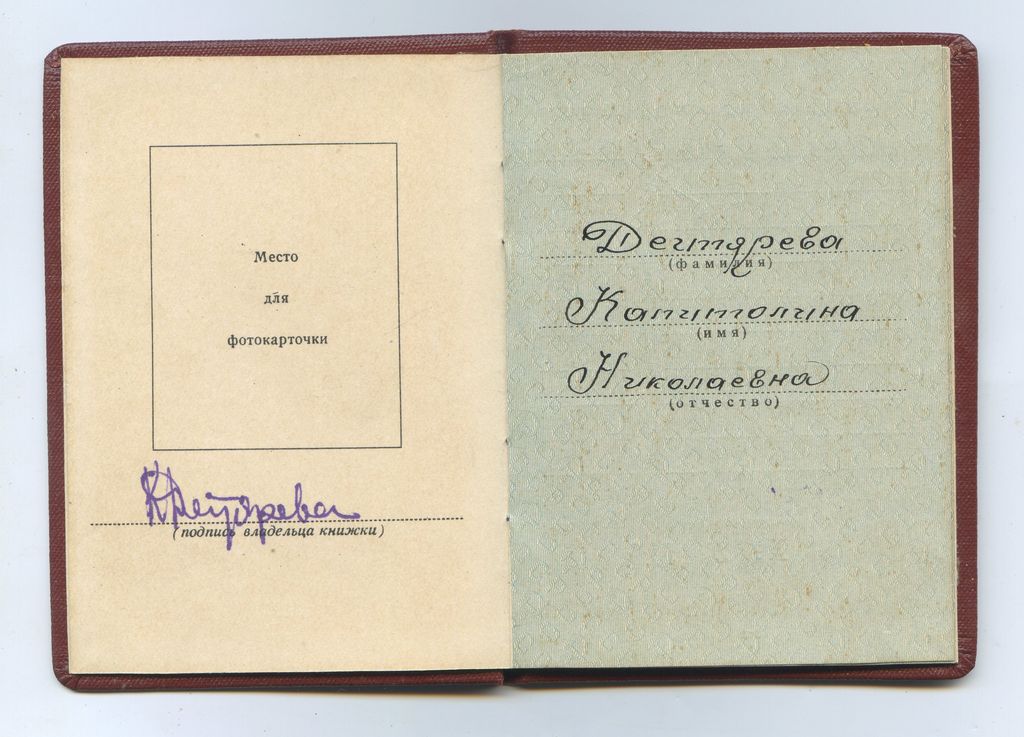 Место
для
фотокарточки
КДегтярева
(подпись владельца книжки)
Дегтярева
(фамилия)
Капитолина
(имя)
Николаевна
(отчество)